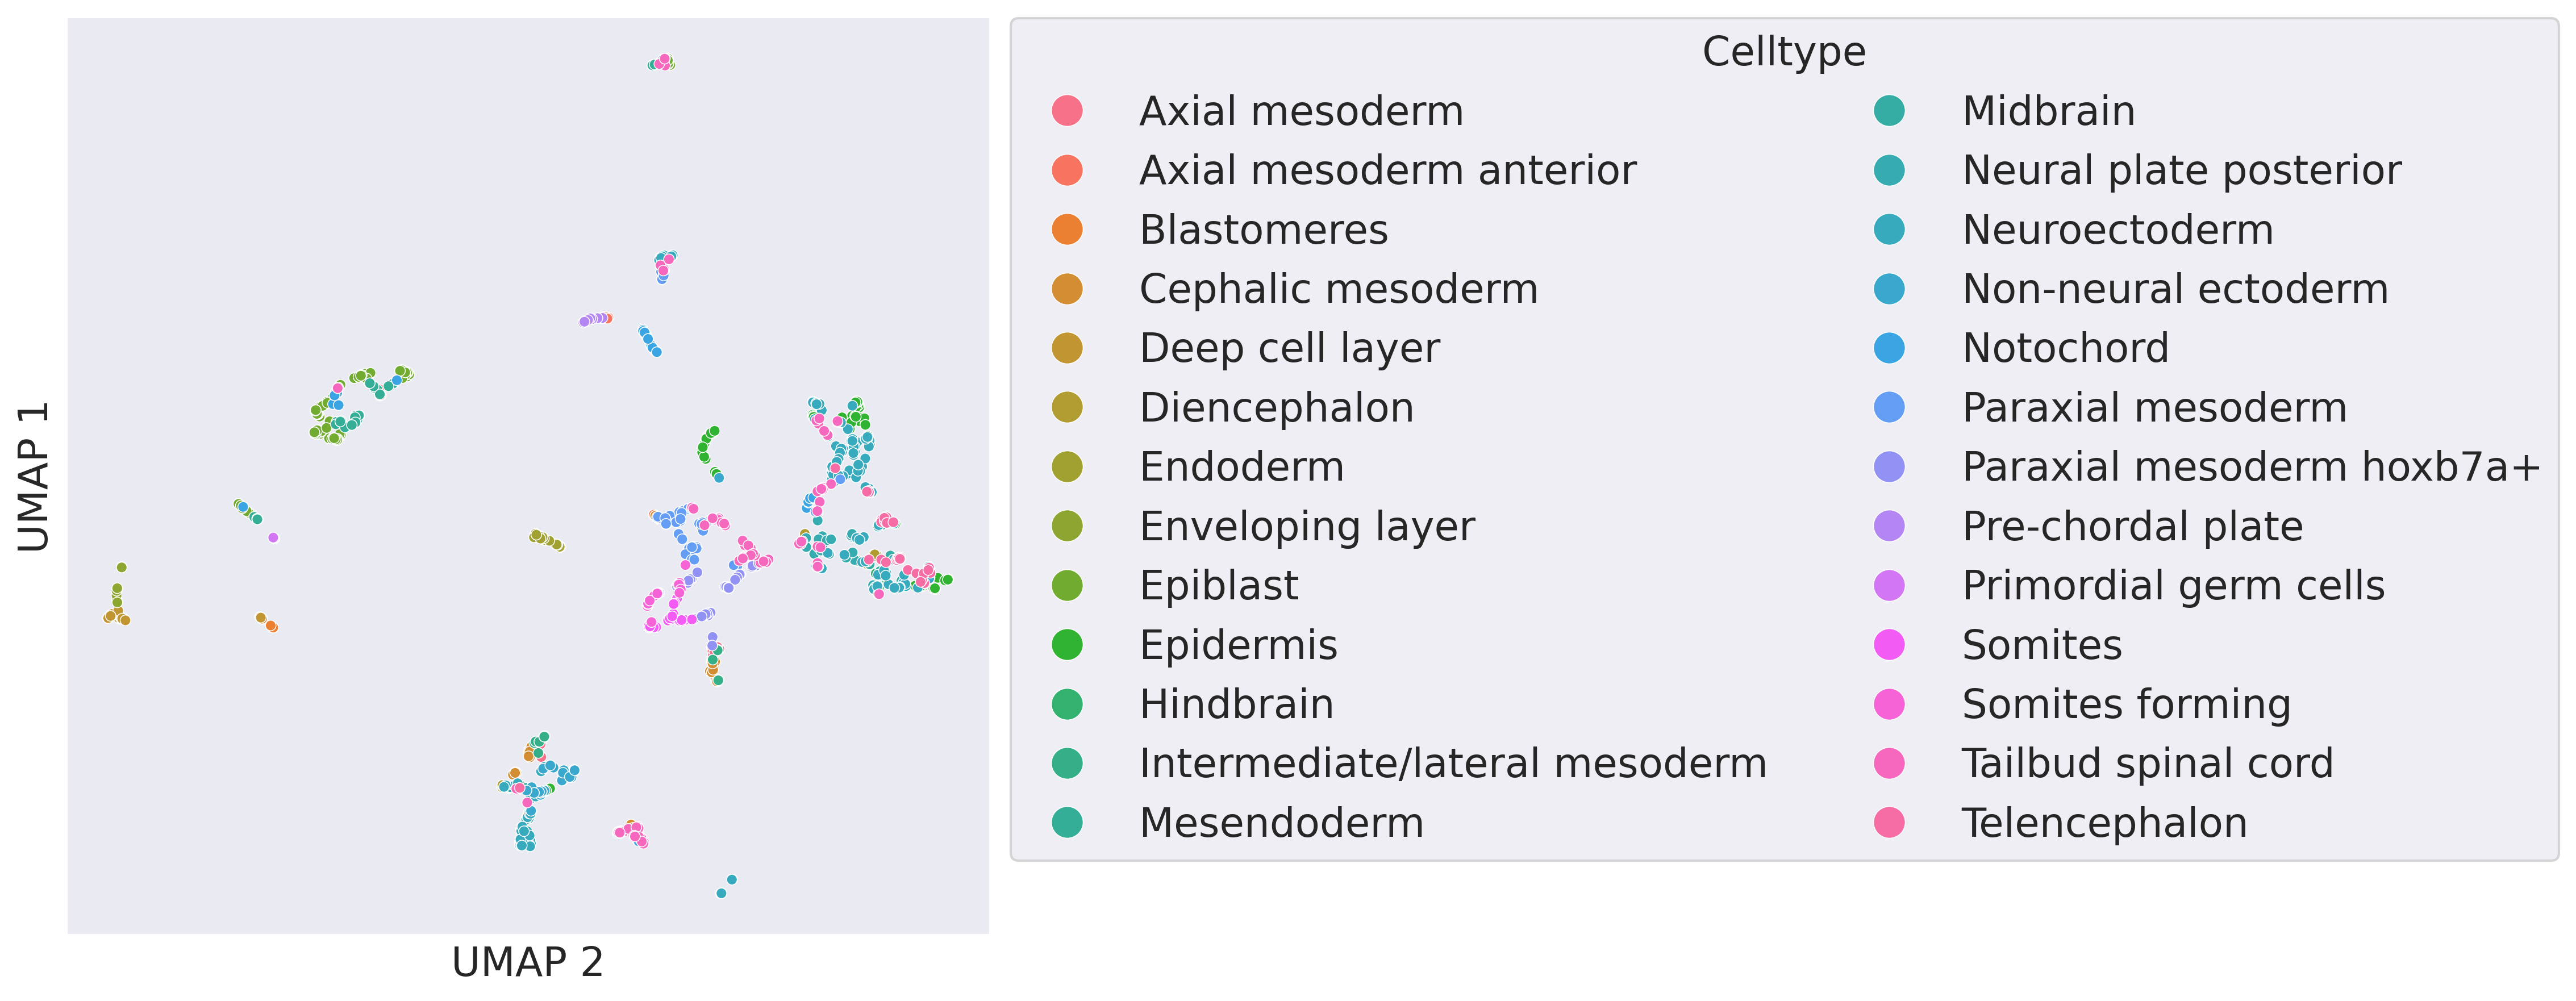 UMAP 1
UMAP 2
Celltype
Axial mesoderm
Axial mesoderm anterior
Blastomeres
Cephalic mesoderm
Deep cell layer
Diencephalon
Endoderm
Enveloping layer
Epiblast
Epidermis
Hindbrain
Intermediate/lateral mesoderm
Mesendoderm
Midbrain
Neural plate posterior
Neuroectoderm
Non-neural ectoderm
Notochord
Paraxial mesoderm
Paraxial mesoderm hoxb7a+
Pre-chordal plate
Primordial germ cells
Somites
Somites forming
Tailbud spinal cord
Telencephalon